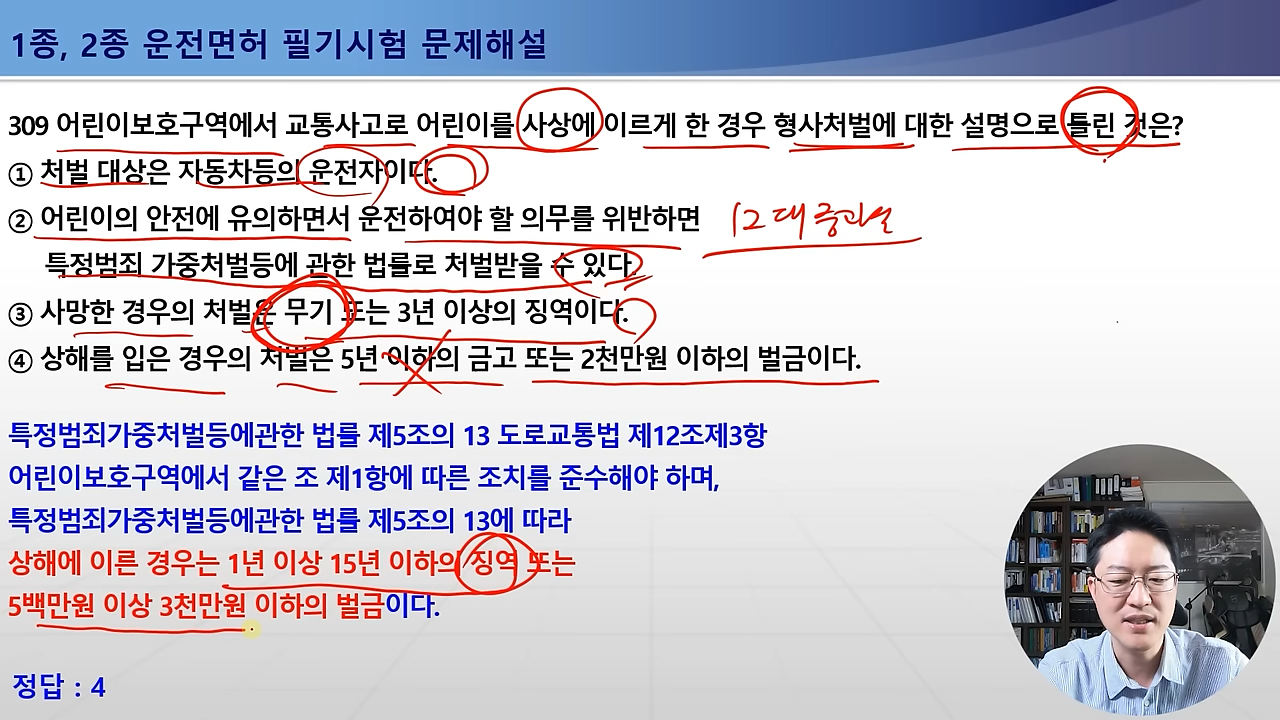 1종, 2종 운전면허 필기시험 문제해설
309 어린이보호구역에서 교통사고로 어린이를 사상에 이르게 한 경우 형사처벌에 대한 설명으로 틀린 것은?
① 처벌 대상은 자동차등의 운전자이다.
② 어린이의 안전에 유의하면서 운전하여야 할 의무를 위반하면 12대 중과실
특정범죄 가중처벌등에 관한 법률로 처벌받을 수 있다.
③ 사망한 경우의 처벌은 무기 또는 3년 이상의 징역이다.
④ 상해를 입은 경우의 처벌은 5년 이하의 금고 또는 2천만원 이하의 벌금이다.
특정범죄가중처벌등에관한 법률 제5조의 13 도로교통법 제12조제3항
어린이보호구역에서 같은 조 제1항에 따른 조치를 준수해야 하며,
특정범죄가중처벌등에관한 법률 제5조의 13에 따라
상해에 이른 경우는 1년 이상 15년 이하의 징역 또는
5백만원 이상 3천만원 이하의 벌금이다.
정답 : 4